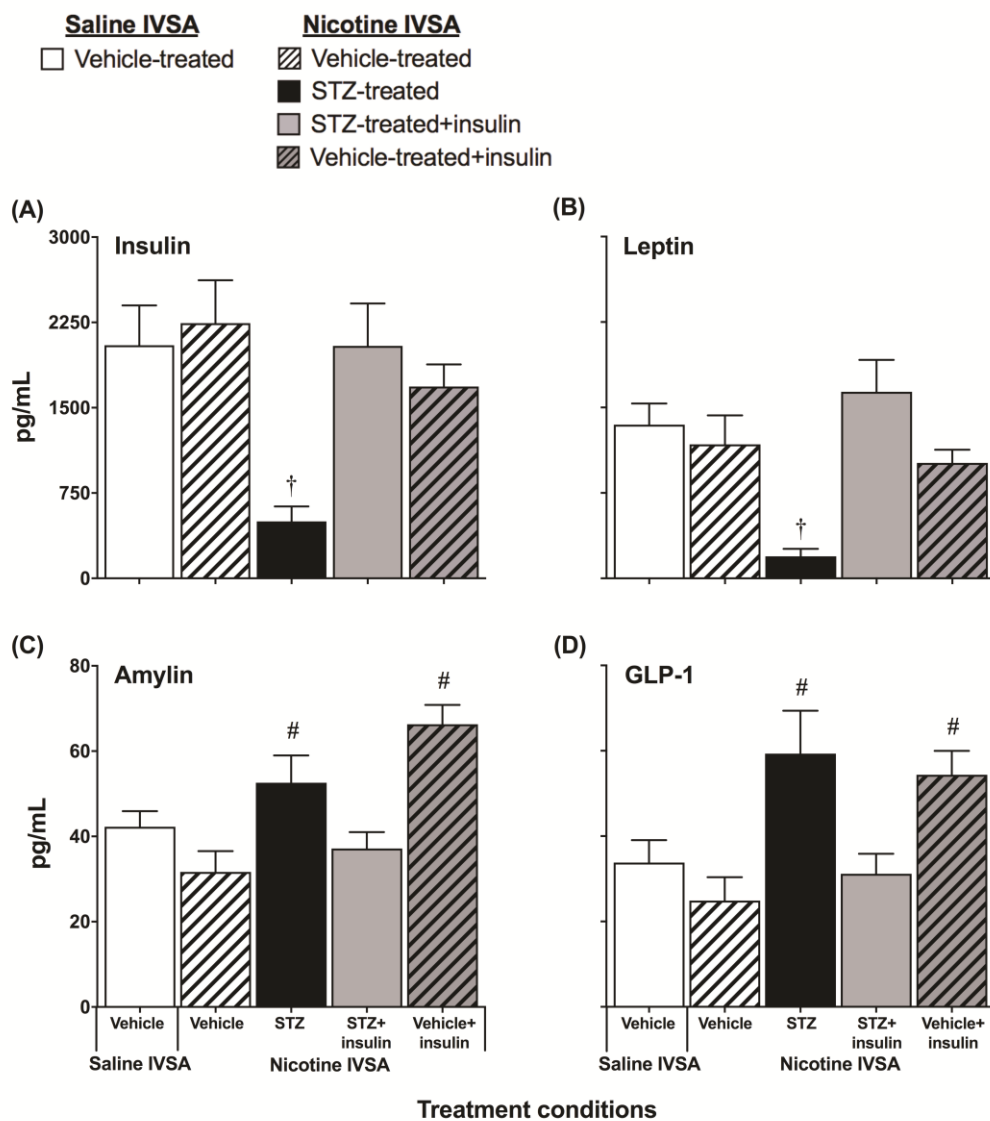 Saline IVSA
Vehicle-treated
Nicotine IVSA
Vehicle-treated
STZ-treated
STZ-treated+insulin
Vehicle-treated+insulin
(A)
Insulin
3000
2250
1500
750
0
pg/mL
†
(B)
Leptin
†
(C)
Amylin
80
60
40
20
0
pg/mL
#
#
Vehicle
Vehicle
STZ
STZ+
insulin
Vehicle+
insulin
Saline IVSA
Nicotine IVSA
(D)
GLP-1
#
#
Vehicle
Vehicle
STZ
STZ+
insulin
Vehicle+
insulin
Saline IVSA
Nicotine IVSA
Treatment conditions